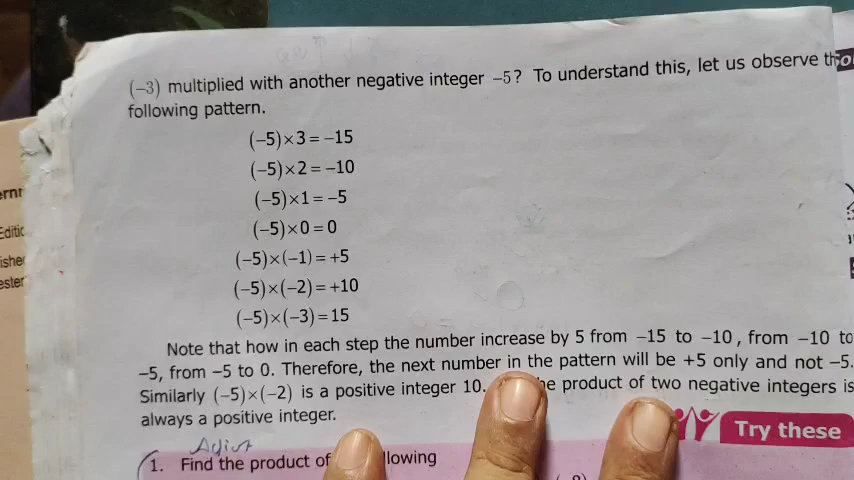 (−3) multiplied with another negative integer −5? To understand this, let us observe
following pattern.
(−5)×3=−15
(−5)×2=−10
(−5)×1=−5
(−5)×0=0
(−5)×(−1)=+5
(−5)×(−2)=+10
(−5)×(−3)=15
Note that how in each step the number increase by 5 from −15 to −10, from −10 to
−5, from −5 to 0. Therefore, the next number in the pattern will be +5 only and not −5.
Similarly (−5)×(−2) is a positive integer 10. product of two negative integers is
always a positive integer.
Try these
1. Find the product of